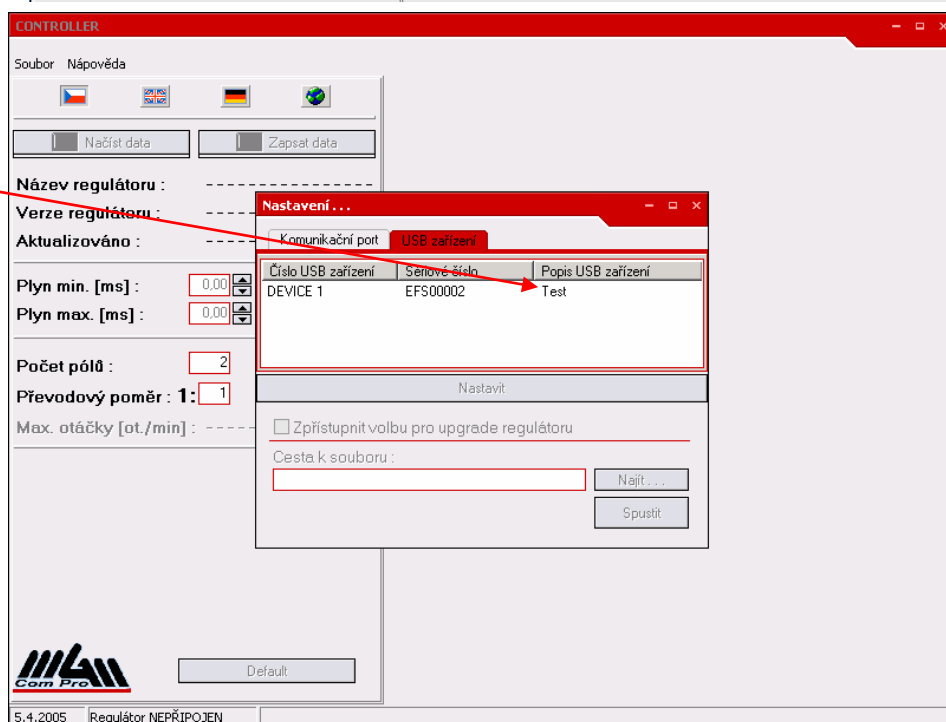 CONTROLLER
Soubor Nápověda
Načíst data Zapsat data
Název regulátoru : - - - - - - - - - - - - - - -
Verze regulátoru : - - - - -
Aktualizováno : - - - - -
Plyn min. [ms] : 0,00
Plyn max. [ms] : 0,00
Počet pólů : 2
Převodový poměr : 1: 1
Max. otáčky [ot./min] : - - - - -
Nastavení . . .
Komunikační port USB zařízení
Číslo USB zařízení Sériové číslo Popis USB zařízení
DEVICE 1 EFS00002 Test
Nastavit
Zpřístupnit volbu pro upgrade regulátoru
Cesta k souboru :
Najít . . .
Spustit
MGM
Com Pro
Default
5.4.2005 Regulátor NEPŘIPOJEN